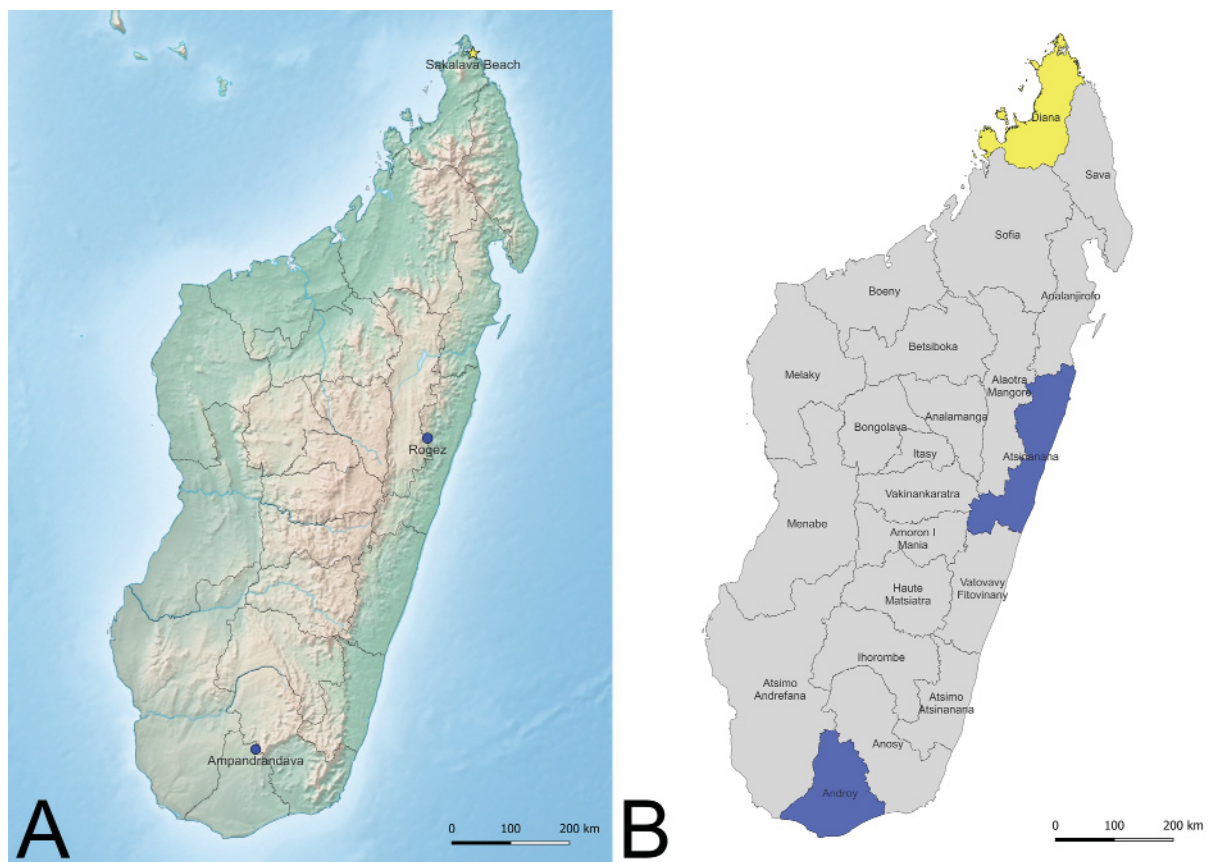 Sakalava Beach
Rogez
Ampandrandava
0 100 200 km
A
Diana
Sava
Sofia
Boeny
Analanjirofo
Betsiboka
Melaky
Alaotra
Mangore
Analamanga
Bongolava
Itasy
Atsinanana
Vakinankaratra
Menabe
Amoron I
Mania
Haute
Matsiatra
Vatovavy
Fitovinany
Ihorombe
Atsimo
Andrefana
Atsimo
Atsinanana
Anosy
Androy
0 100 200 km
B